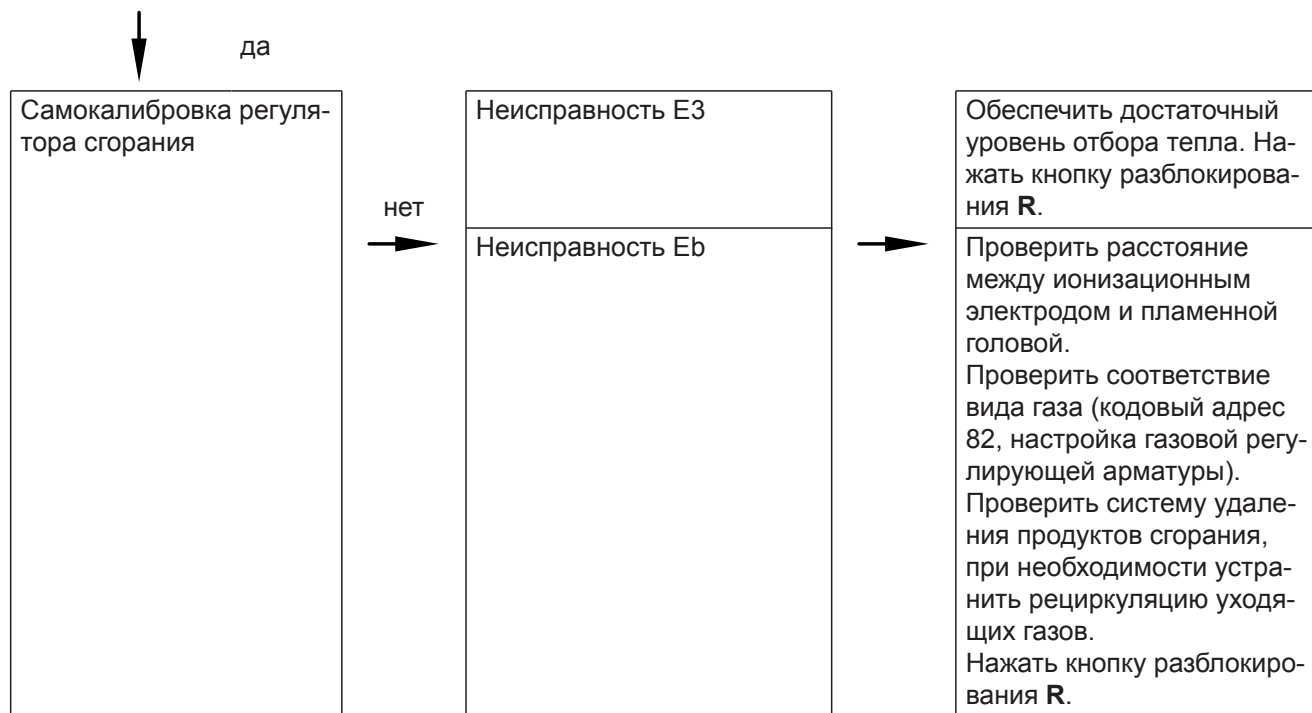 да
Самокалибровка регуля-
тора сгорания
нет
Неисправность E3
Неисправность Eb
Обеспечить достаточный
уровень отбора тепла. На-
жать кнопку разблокирова-
ния R.
Проверить расстояние
между ионизационным
электродом и пламенной
головой.
Проверить соответствие
вида газа (кодовый адрес
82, настройка газовой регу-
лирующей арматуры).
Проверить систему удале-
ния продуктов сгорания,
при необходимости устра-
нить рециркуляцию уходя-
щих газов.
Нажать кнопку разблокиро-
вания R.